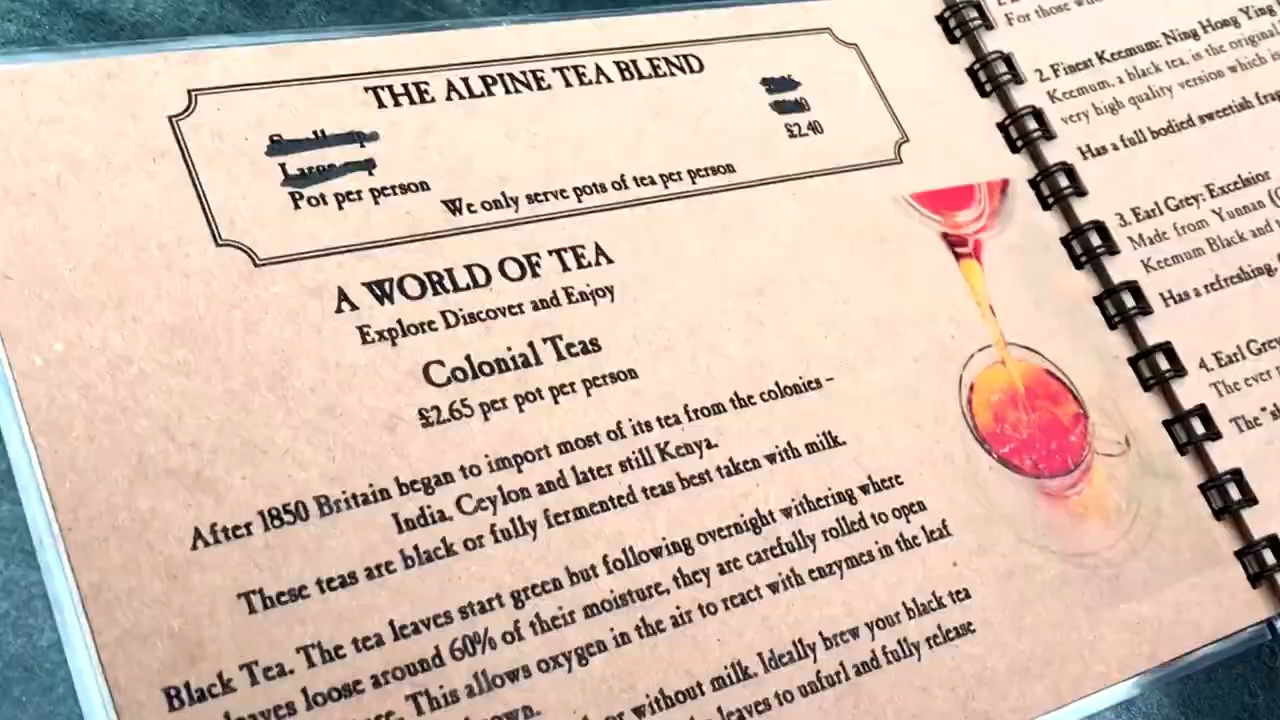 THE ALPINE TEA BLEND
Small cup
Large cup
Pot per person £2.40
We only serve pots of tea per person
A WORLD OF TEA
Explore Discover and Enjoy
Colonial Teas
£2.65 per pot per person
After 1850 Britain began to import most of its tea from the colonies –
India, Ceylon and later still Kenya.
These teas are black or fully fermented teas best taken with milk.
Black Tea. The tea leaves start green but following overnight withering where
leaves loose around 60% of their moisture, they are carefully rolled to open
This allows oxygen in the air to react with enzymes in the leaf
or without milk. Ideally brew your black tea
leaves to unfurl and fully release
For those
2. Finest Keemum: Ning Hong Ying
Keemum, a black tea, is the original
very high quality version which is
Has a full bodied sweetish
3. Earl Grey: Excelsior
Made from Yunnan
Keemum Black and
Has a refreshing,
4. Earl Grey
The ever
The